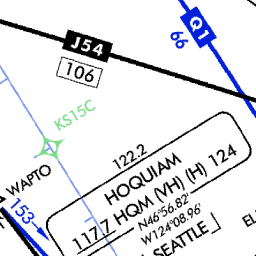 J54
Q1
106
66
KS15C
122.2
HOQUIAM
117.7 HQM (VH) (H) 124
N46°56.82'
W124°08.96'
SEATTLE
WAPTO
153
EL